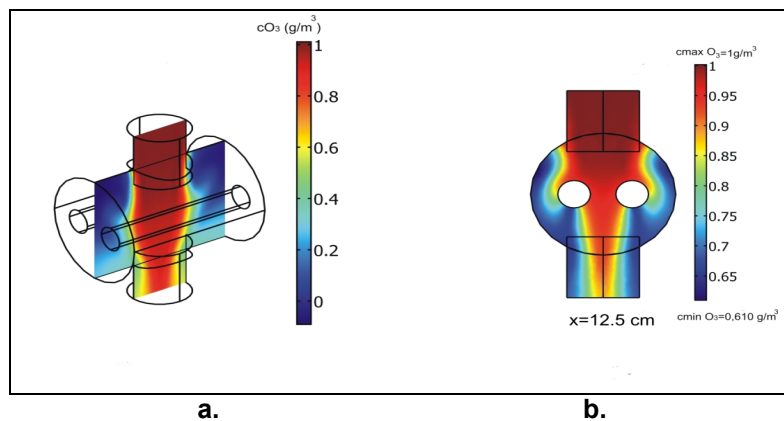 cO₃ (g/m³)
1
0.8
0.6
0.4
0.2
0
cmax O₃=1g/m³
1
0.95
0.9
0.85
0.8
0.75
0.7
0.65
cmin O₃=0,610 g/m³
x=12.5 cm
a.
b.